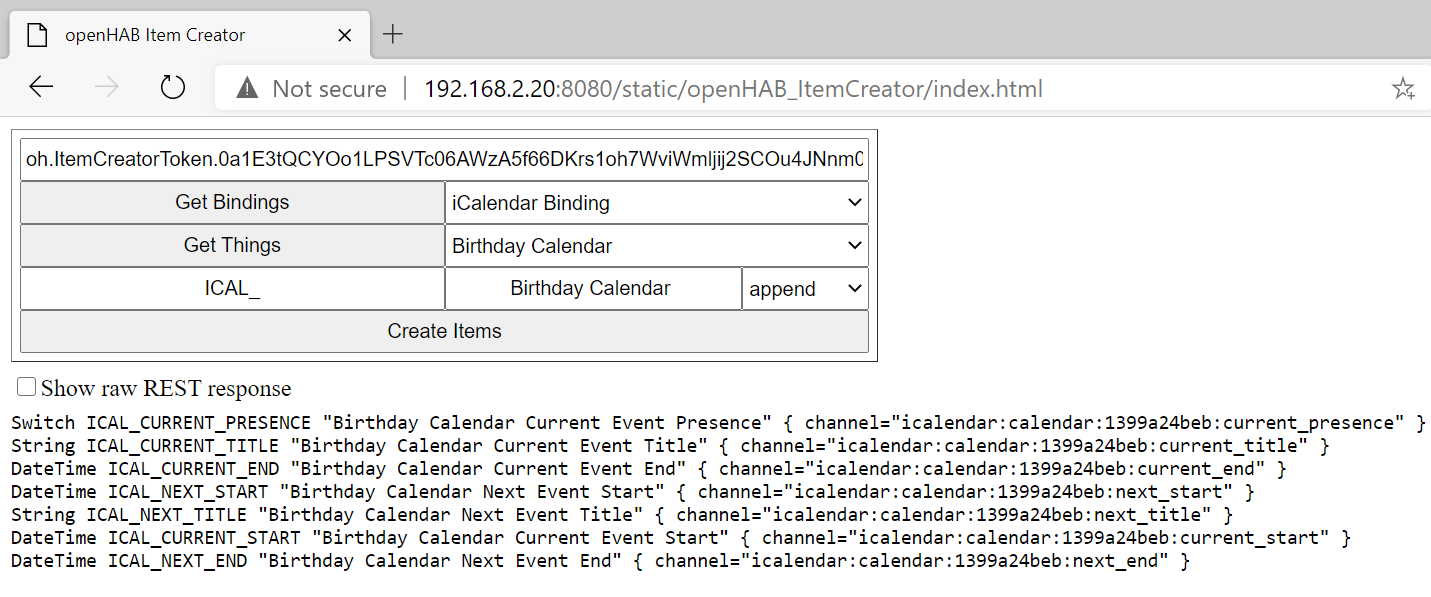 openHAB Item Creator
Not secure | 192.168.2.20:8080/static/openHAB_ItemCreator/index.html
oh.ItemCreatorToken.0a1E3tQCYOo1LPSVTc06AWzA5f66DKrs1oh7WviWmljij2SCOu4JNnm0
Get Bindings iCalendar Binding
Get Things Birthday Calendar
ICAL_ Birthday Calendar append
Create Items
Show raw REST response
Switch ICAL_CURRENT_PRESENCE "Birthday Calendar Current Event Presence" { channel="icalendar:calendar:1399a24beb:current_presence" }
String ICAL_CURRENT_TITLE "Birthday Calendar Current Event Title" { channel="icalendar:calendar:1399a24beb:current_title" }
DateTime ICAL_CURRENT_END "Birthday Calendar Current Event End" { channel="icalendar:calendar:1399a24beb:current_end" }
DateTime ICAL_NEXT_START "Birthday Calendar Next Event Start" { channel="icalendar:calendar:1399a24beb:next_start" }
String ICAL_NEXT_TITLE "Birthday Calendar Next Event Title" { channel="icalendar:calendar:1399a24beb:next_title" }
DateTime ICAL_CURRENT_START "Birthday Calendar Current Event Start" { channel="icalendar:calendar:1399a24beb:current_start" }
DateTime ICAL_NEXT_END "Birthday Calendar Next Event End" { channel="icalendar:calendar:1399a24beb:next_end" }